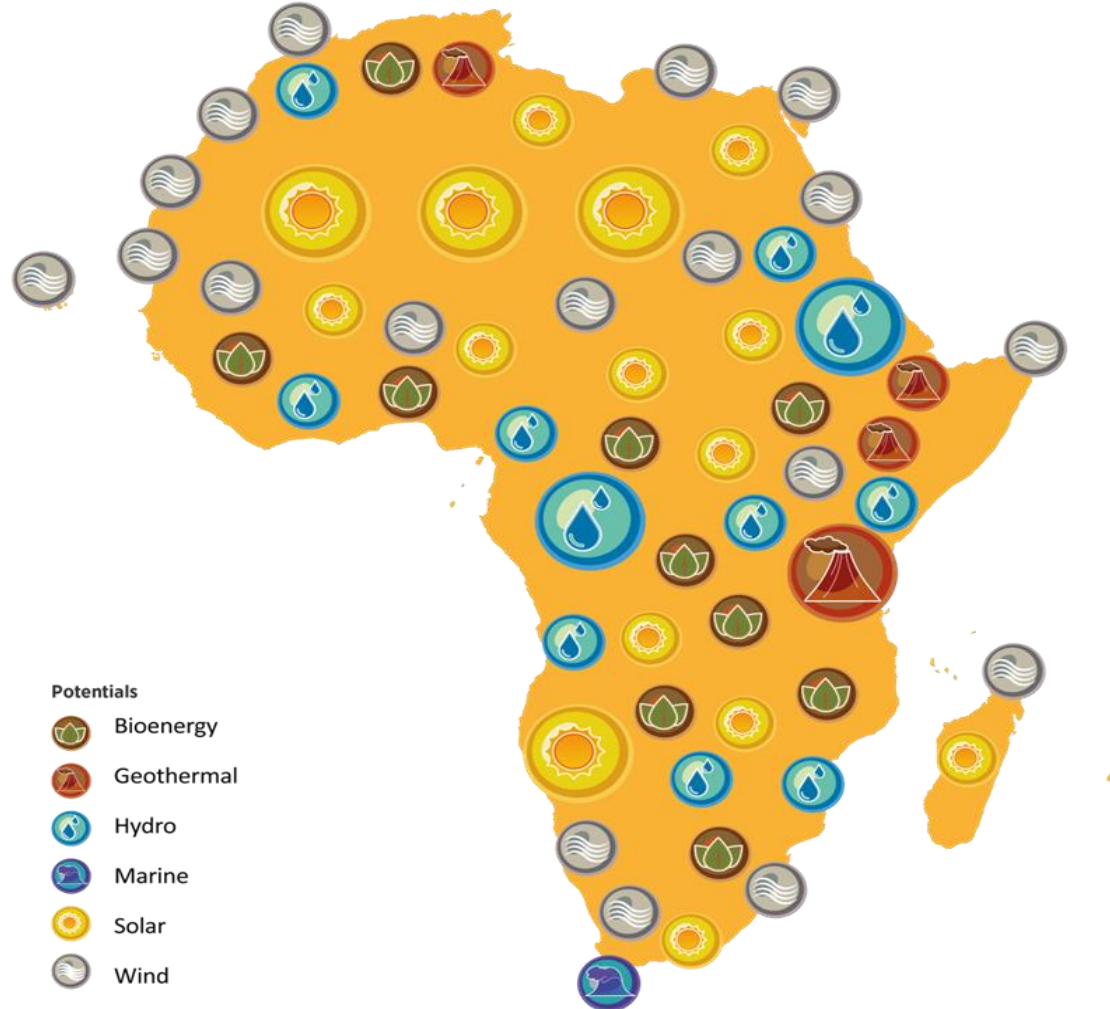 Potentials
Bioenergy
Geothermal
Hydro
Marine
Solar
Wind